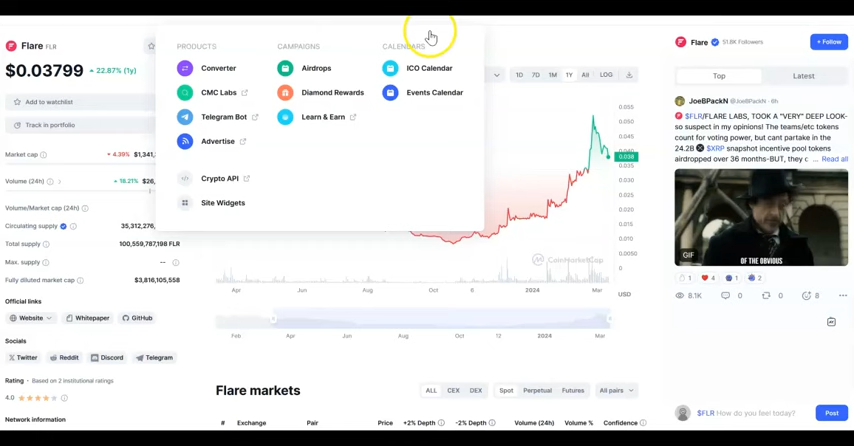 Flare FLR
$0.03799 22.87% (1y)
Add to watchlist
Track in portfolio
Market cap 4.39% $1,341,
Volume (24h) 18.21% $26,
Volume/Market cap (24h)
Circulating supply 35,312,276,
Total supply 100,559,787,198 FLR
Max. supply --
Fully diluted market cap $3,816,105,558
Official links
Website Whitepaper GitHub
Socials
Twitter Reddit Discord Telegram
Rating · Based on 2 institutional ratings
4.0
Network information
PRODUCTS
Converter
CMC Labs
Telegram Bot
Advertise
Crypto API
Site Widgets
CAMPAIGNS
Airdrops
Diamond Rewards
Learn & Earn
CALENDARS
ICO Calendar
Events Calendar
1D 7D 1M 1Y All LOG
0.055
0.045
0.040
0.038
0.035
0.030
0.025
0.020
0.015
0.010
0.0050
0
CoinMarketCap
Apr Jun Aug Oct 6 2024 Mar
USD
Feb Apr Jun Aug Oct 12 2024 Mar
Flare markets
ALL CEX DEX Spot Perpetual Futures All pairs
# Exchange Pair Price +2% Depth -2% Depth Volume (24h) Volume % Confidence
Flare 51.8K Followers + Follow
Top Latest
JoeBPackN @JoeBPackN · 6h
$FLR/FLARE LABS, TOOK A "VERY" DEEP LOOK-
so suspect in my opinions! The teams/etc tokens
count for voting power, but cant partake in the
24.2B $XRP snapshot incentive pool tokens
airdropped over 36 months-BUT, they c ... Read all
GIF
OF THE OBVIOUS
1 4 1 2
8.1K 0 0 8
$FLR How do you feel today? Post